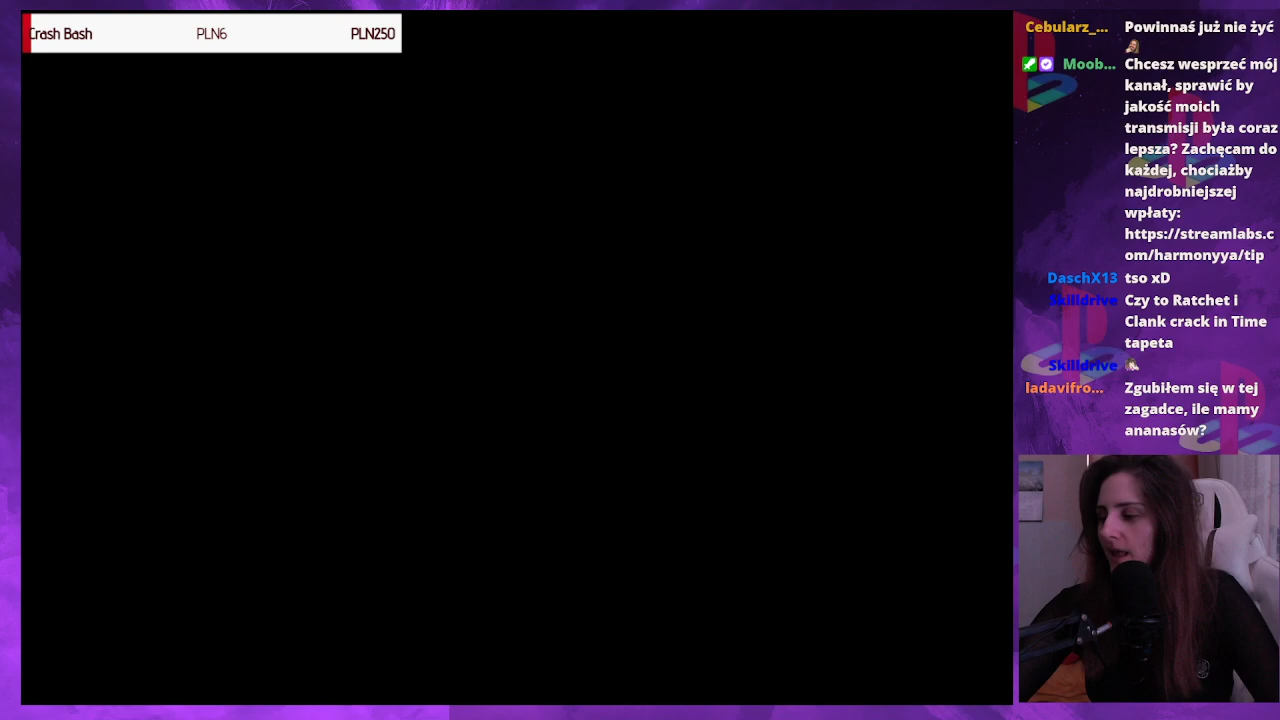 Crash Bash PLN6 PLN250
Cebularz_... Powinnaś już nie żyć
Moob... Chcesz wesprzeć mój
kanał, sprawić by
jakość moich
transmisji była coraz
lepsza? Zachęcam do
każdej, chociażby
najdrobniejszej
wpłaty:
https://streamlabs.c
om/harmonyya/tip
DaschX13 tso xD
Skilldrive Czy to Ratchet i
Clank crack in Time
tapeta
Skilldrive
ladavifro... Zgubiłem się w tej
zagadce, ile mamy
ananasów?